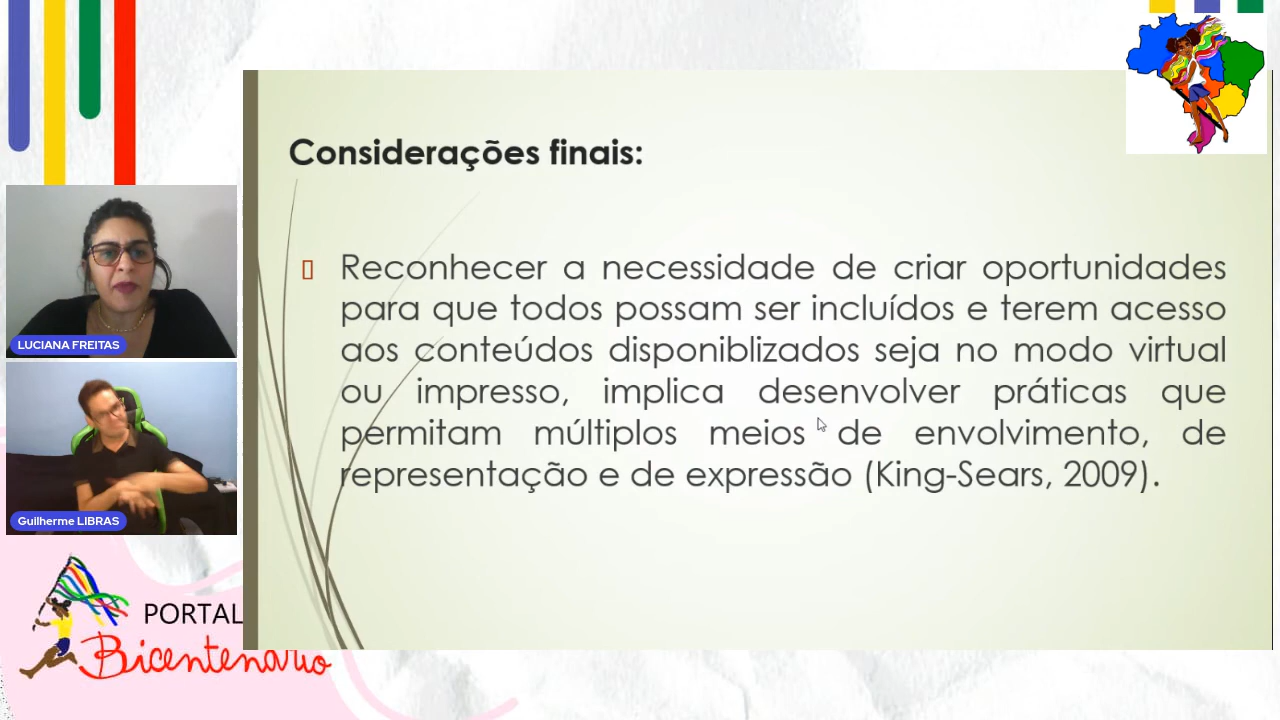 Considerações finais:
Reconhecer a necessidade de criar oportunidades
para que todos possam ser incluídos e terem acesso
aos conteúdos disponiblizados seja no modo virtual
ou impresso, implica desenvolver práticas que
permitam múltiplos meios de envolvimento, de
representação e de expressão (King-Sears, 2009).
LUCIANA FREITAS
Guilherme LIBRAS
PORTAL
Bicentenário